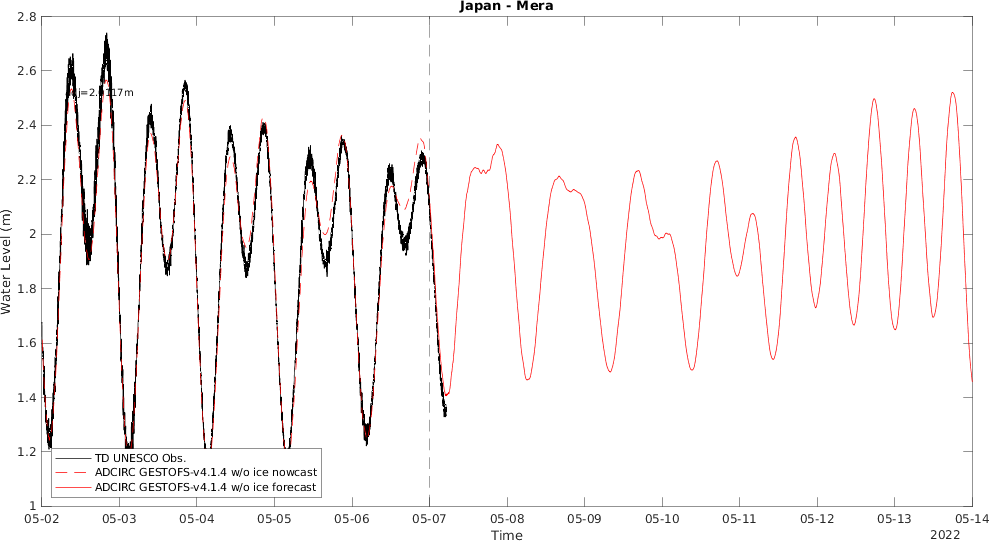 Japan - Mera
2.8
2.6
2.4
2.2
2
1.8
1.6
1.4
1.2
1
Water Level (m)
TD UNESCO Obs.
ADCIRC GESTOFS-v4.1.4 w/o ice nowcast
ADCIRC GESTOFS-v4.1.4 w/o ice forecast
05-02 05-03 05-04 05-05 05-06 05-07 05-08 05-09 05-10 05-11 05-12 05-13 05-14
Time
2022